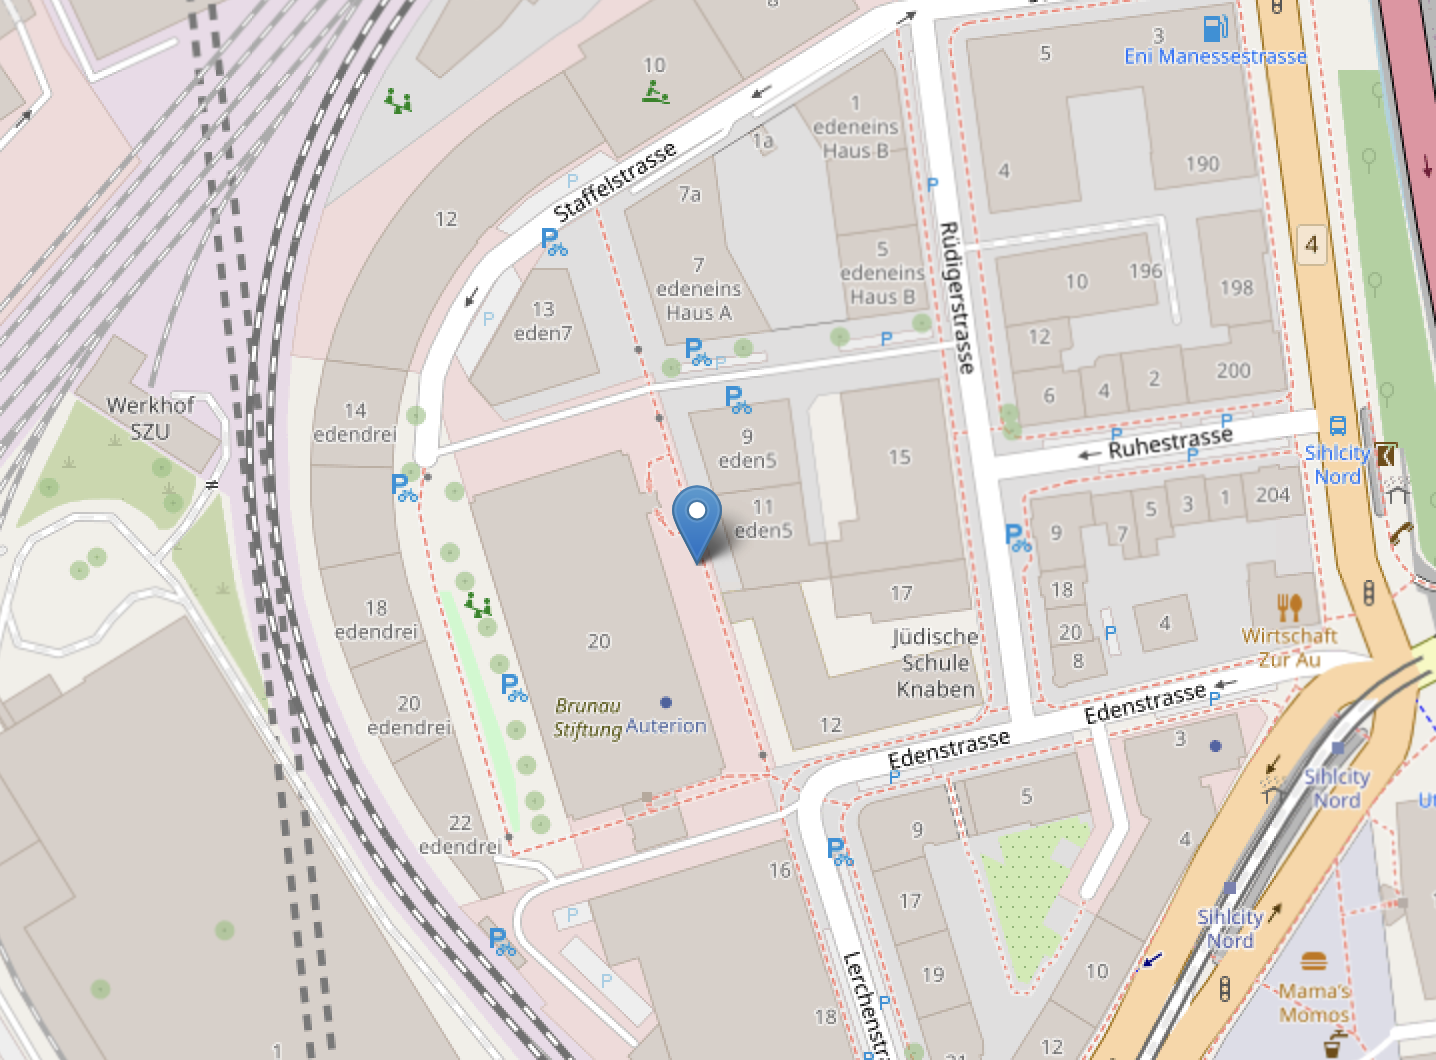 8
10
3
5
Eni Manessestrasse
1
edeneins
Haus B
1a
Staffelstrasse
P
7a
4
190
P
12
Rüdigerstrasse
4
5
edeneins
Haus B
7
edeneins
Haus A
13
eden7
P
P
10
196
198
P
P
P
12
6
4
2
200
P
P
Werkhof
SZU
14
edendrei
9
eden5
15
P
P
Ruhestrasse
P
Sihlcity
Nord
P
11
eden5
9
7
5
3
1
204
P
18
edendrei
20
17
18
20
8
P
4
Jüdische
Schule
Knaben
Wirtschaft
Zur Au
P
20
edendrei
Brunau
Stiftung
Auterion
12
Edenstrasse
P
Edenstrasse
P
3
Sihlcity
Nord
22
edendrei
5
9
4
16
P
17
P
P
P
Sihlcity
Nord
19
10
Mama's
Momos
18
P
Lerchenstra
12
1
21